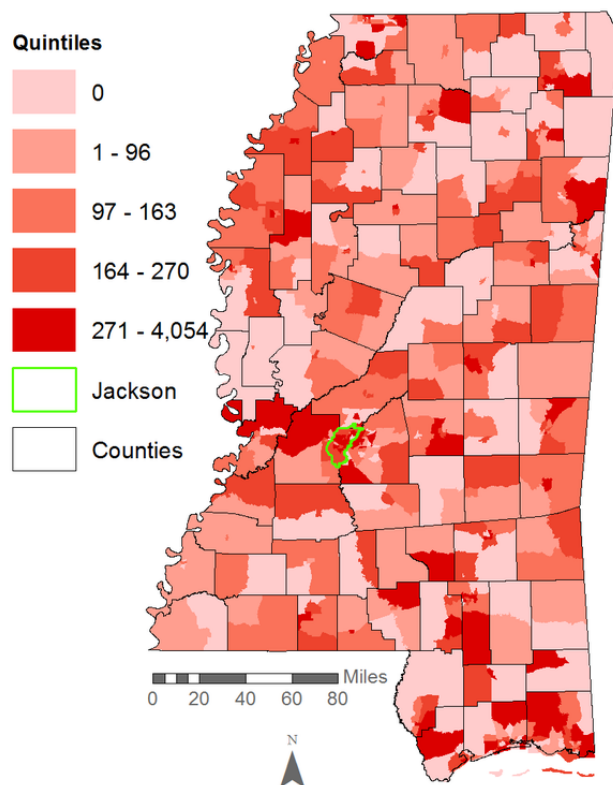 Quintiles
0
1 - 96
97 - 163
164 - 270
271 - 4,054
Jackson
Counties
Miles
0 20 40 60 80
N